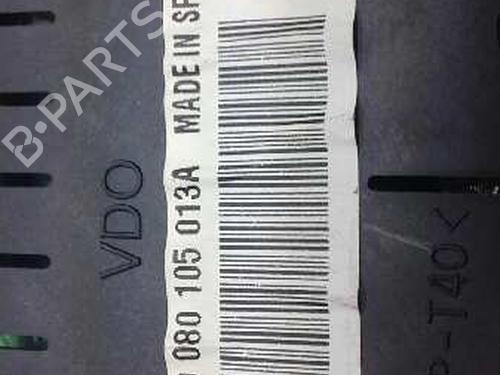 B-PARTS
VDO
080 105 013A MADE IN SP
P-T40<